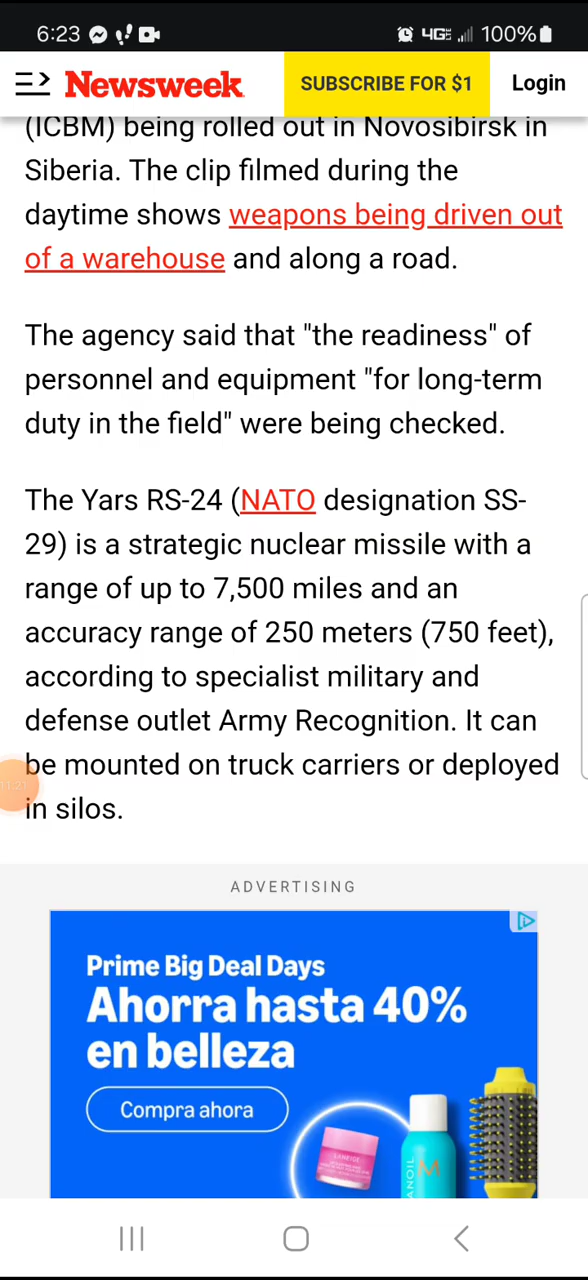 6:23
4GE 100%
Newsweek
SUBSCRIBE FOR $1
Login
(ICBM) being rolled out in Novosibirsk in
Siberia. The clip filmed during the
daytime shows weapons being driven out
of a warehouse and along a road.
The agency said that "the readiness" of
personnel and equipment "for long-term
duty in the field" were being checked.
The Yars RS-24 (NATO designation SS-
29) is a strategic nuclear missile with a
range of up to 7,500 miles and an
accuracy range of 250 meters (750 feet),
according to specialist military and
defense outlet Army Recognition. It can
be mounted on truck carriers or deployed
11:21
in silos.
ADVERTISING
Prime Big Deal Days
Ahorra hasta 40%
en belleza
Compra ahora
LANEIGE
ANOIL
M